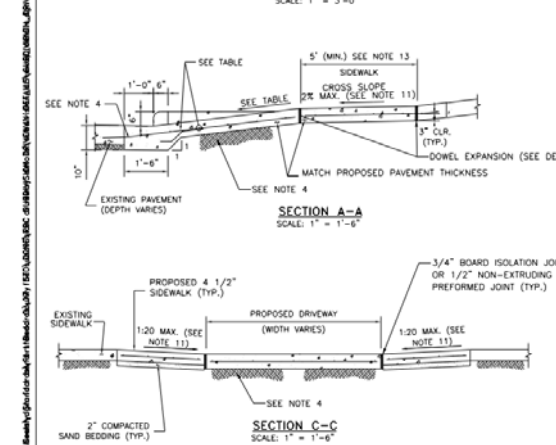 SCALE: 1" = 3'-0"
5' (MIN.) SEE NOTE 13
SIDEWALK
CROSS SLOPE
2% MAX. (SEE NOTE 11)
SEE TABLE
1'-0"
6"
SEE TABLE
SEE NOTE 4
6"
3" CLR.
(TYP.)
DOWEL EXPANSION (SEE DE
MATCH PROPOSED PAVEMENT THICKNESS
1
1
10"
1'-6"
SEE NOTE 4
EXISTING PAVEMENT
(DEPTH VARIES)
SECTION A-A
SCALE: 1" = 1'-6"
3/4" BOARD ISOLATION JOI
OR 1/2" NON-EXTRUDING
PREFORMED JOINT (TYP.)
PROPOSED 4 1/2"
SIDEWALK (TYP.)
EXISTING
SIDEWALK
PROPOSED DRIVEWAY
(WIDTH VARIES)
1:20 MAX. (SEE
NOTE 11)
1:20 MAX. (SEE
NOTE 11)
SEE NOTE 4
2" COMPACTED
SAND BEDDING (TYP.)
SECTION C-C
SCALE: 1" = 1'-6"